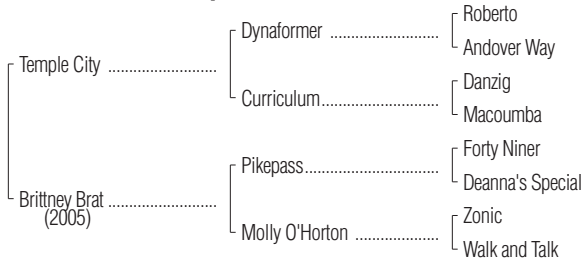 Roberto
Dynaformer ..............................
Andover Way
Temple City ..............................
Danzig
Curriculum..............................
Macoumba
Forty Niner
Pikepass..............................
Deanna's Special
Brittney Brat ..............................
(2005)
Zonic
Molly O'Horton .......................
Walk and Talk